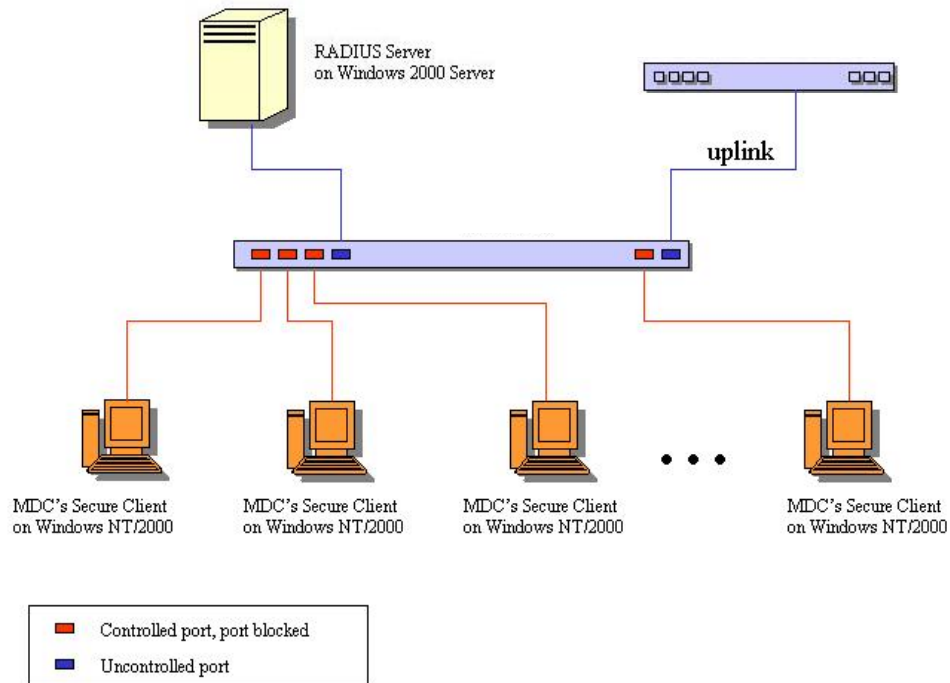 RADIUS Server
on Windows 2000 Server
uplink
MDC's Secure Client
on Windows NT/2000
MDC's Secure Client
on Windows NT/2000
MDC's Secure Client
on Windows NT/2000
MDC's Secure Client
on Windows NT/2000
Controlled port, port blocked
Uncontrolled port